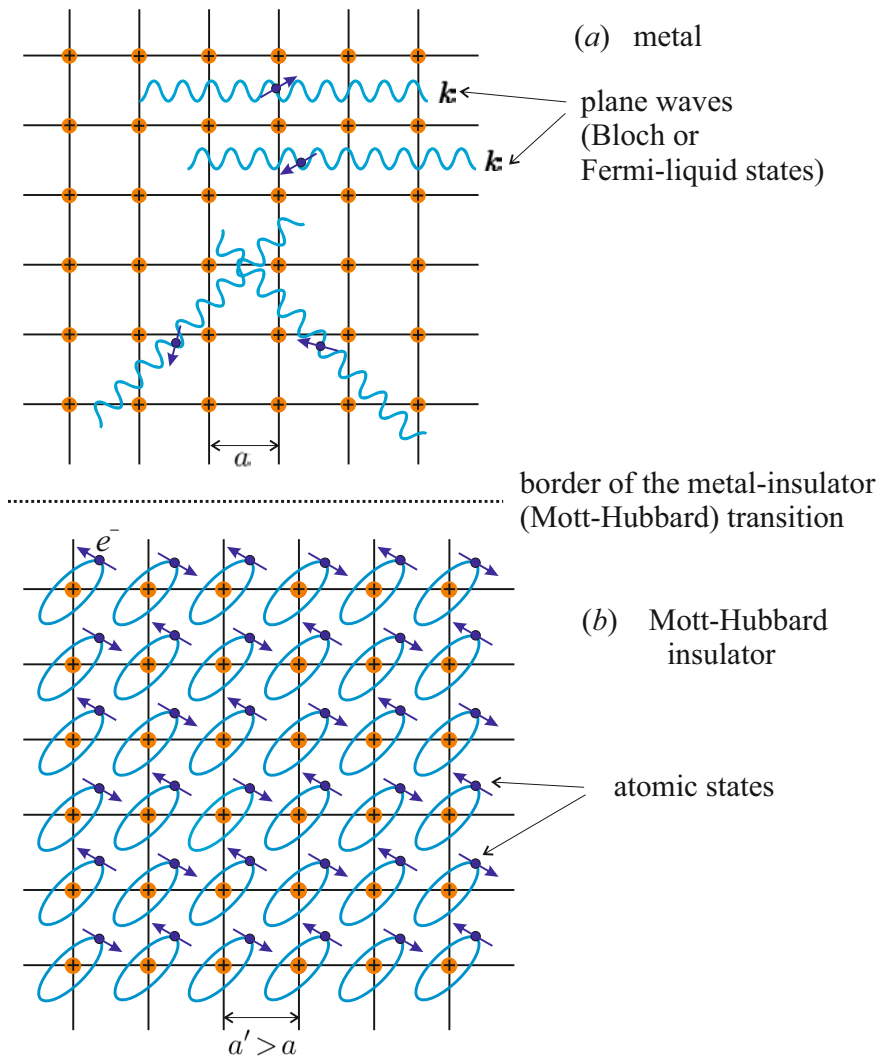 (a) metal
k
plane waves
(Bloch or
Fermi-liquid states)
k
a
border of the metal-insulator
(Mott-Hubbard) transition
e⁻
(b) Mott-Hubbard
insulator
atomic states
a' > a